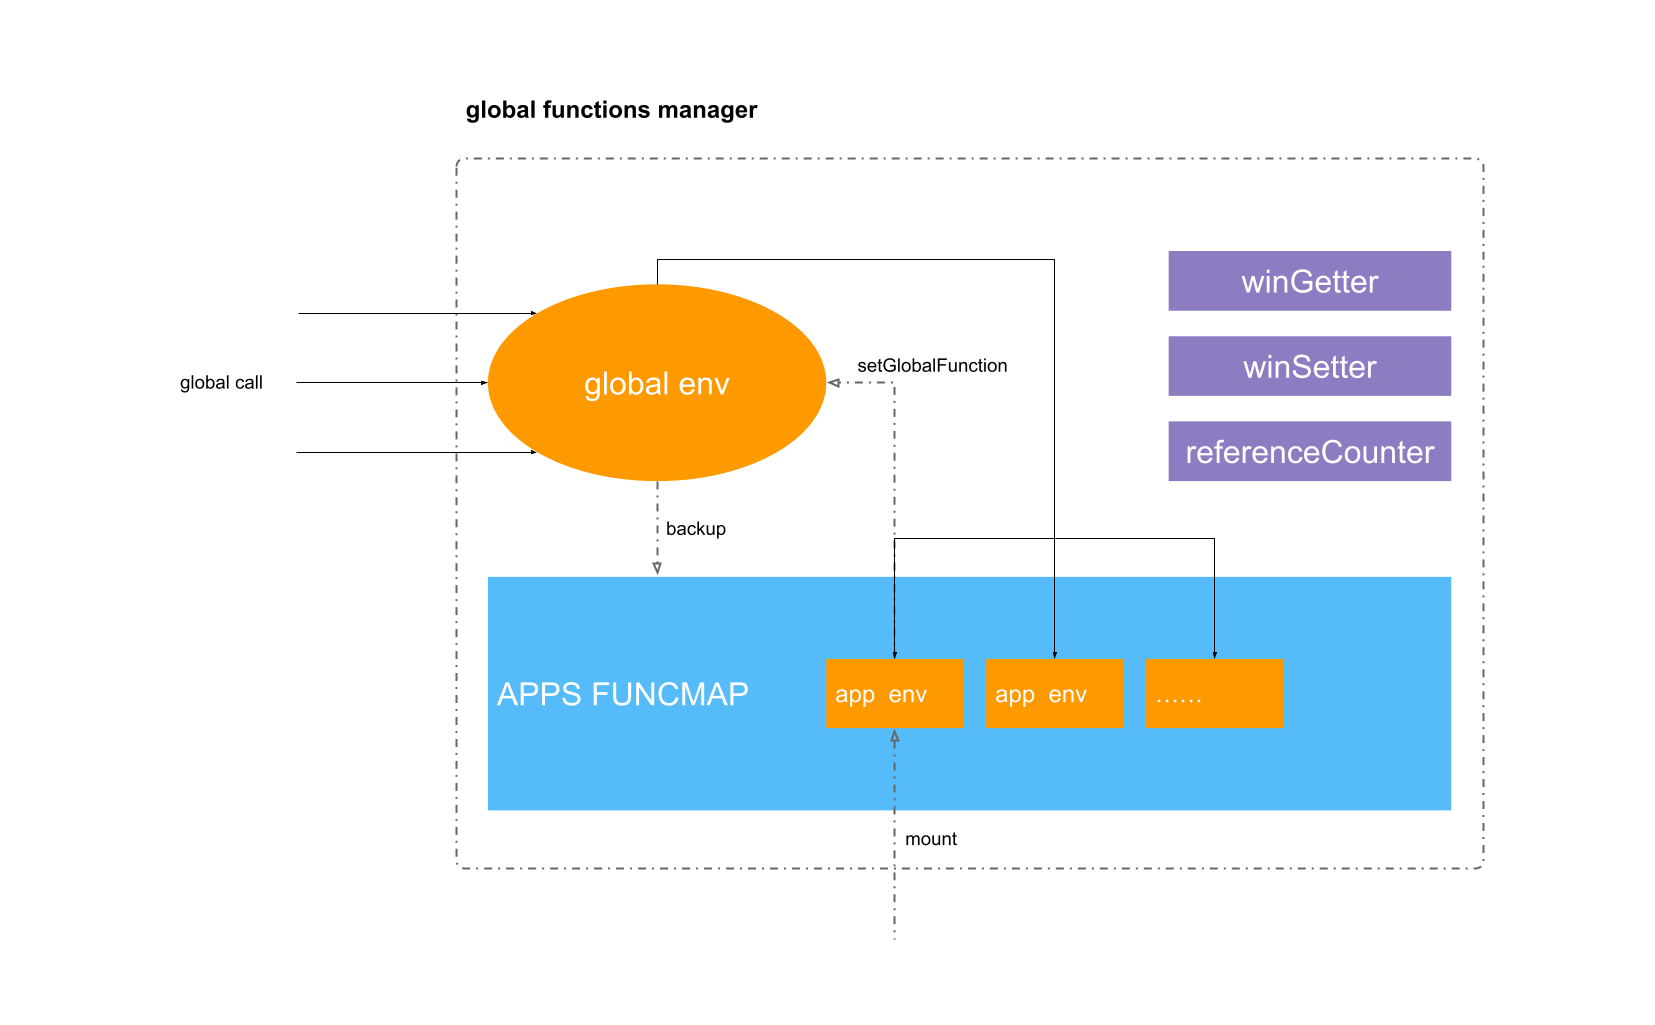 global functions manager
winGetter
winSetter
setGlobalFunction
global call
global env
referenceCounter
backup
APPS FUNCMAP
app env
app env
......
mount